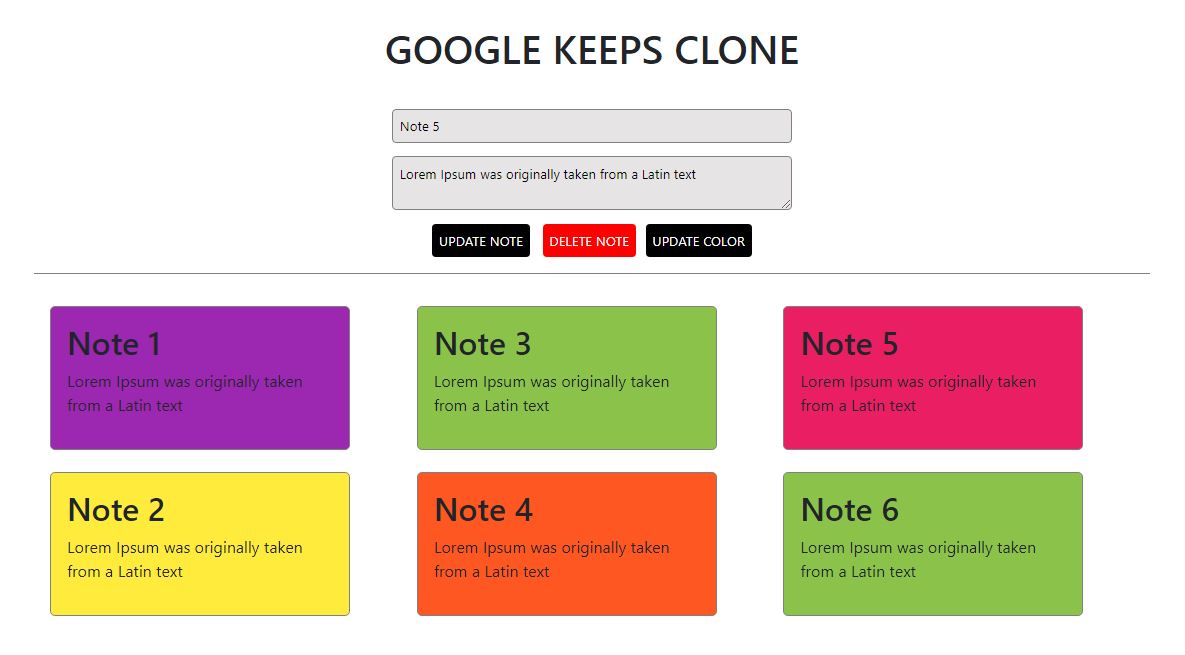 GOOGLE KEEPS CLONE
Note 5
Lorem Ipsum was originally taken from a Latin text
UPDATE NOTE DELETE NOTE UPDATE COLOR
Note 1
Lorem Ipsum was originally taken
from a Latin text
Note 3
Lorem Ipsum was originally taken
from a Latin text
Note 5
Lorem Ipsum was originally taken
from a Latin text
Note 2
Lorem Ipsum was originally taken
from a Latin text
Note 4
Lorem Ipsum was originally taken
from a Latin text
Note 6
Lorem Ipsum was originally taken
from a Latin text